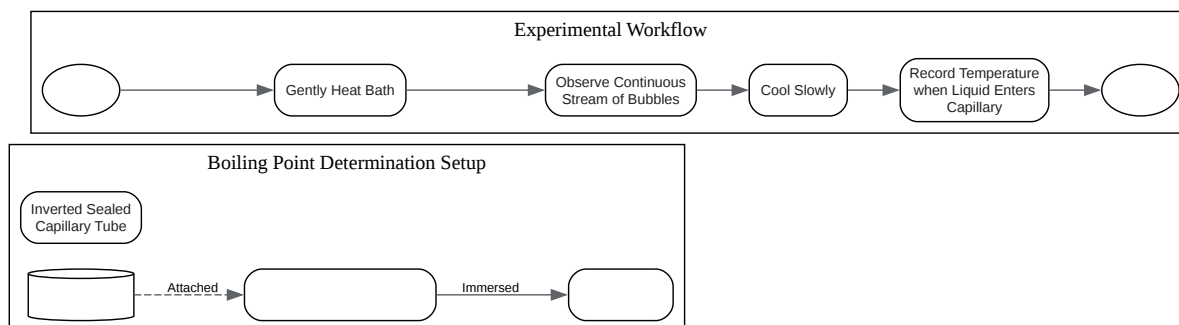 Experimental Workflow
Gently Heat Bath
Observe Continuous
Stream of Bubbles
Cool Slowly
Record Temperature
when Liquid Enters
Capillary
Boiling Point Determination Setup
Inverted Sealed
Capillary Tube
Attached
Immersed